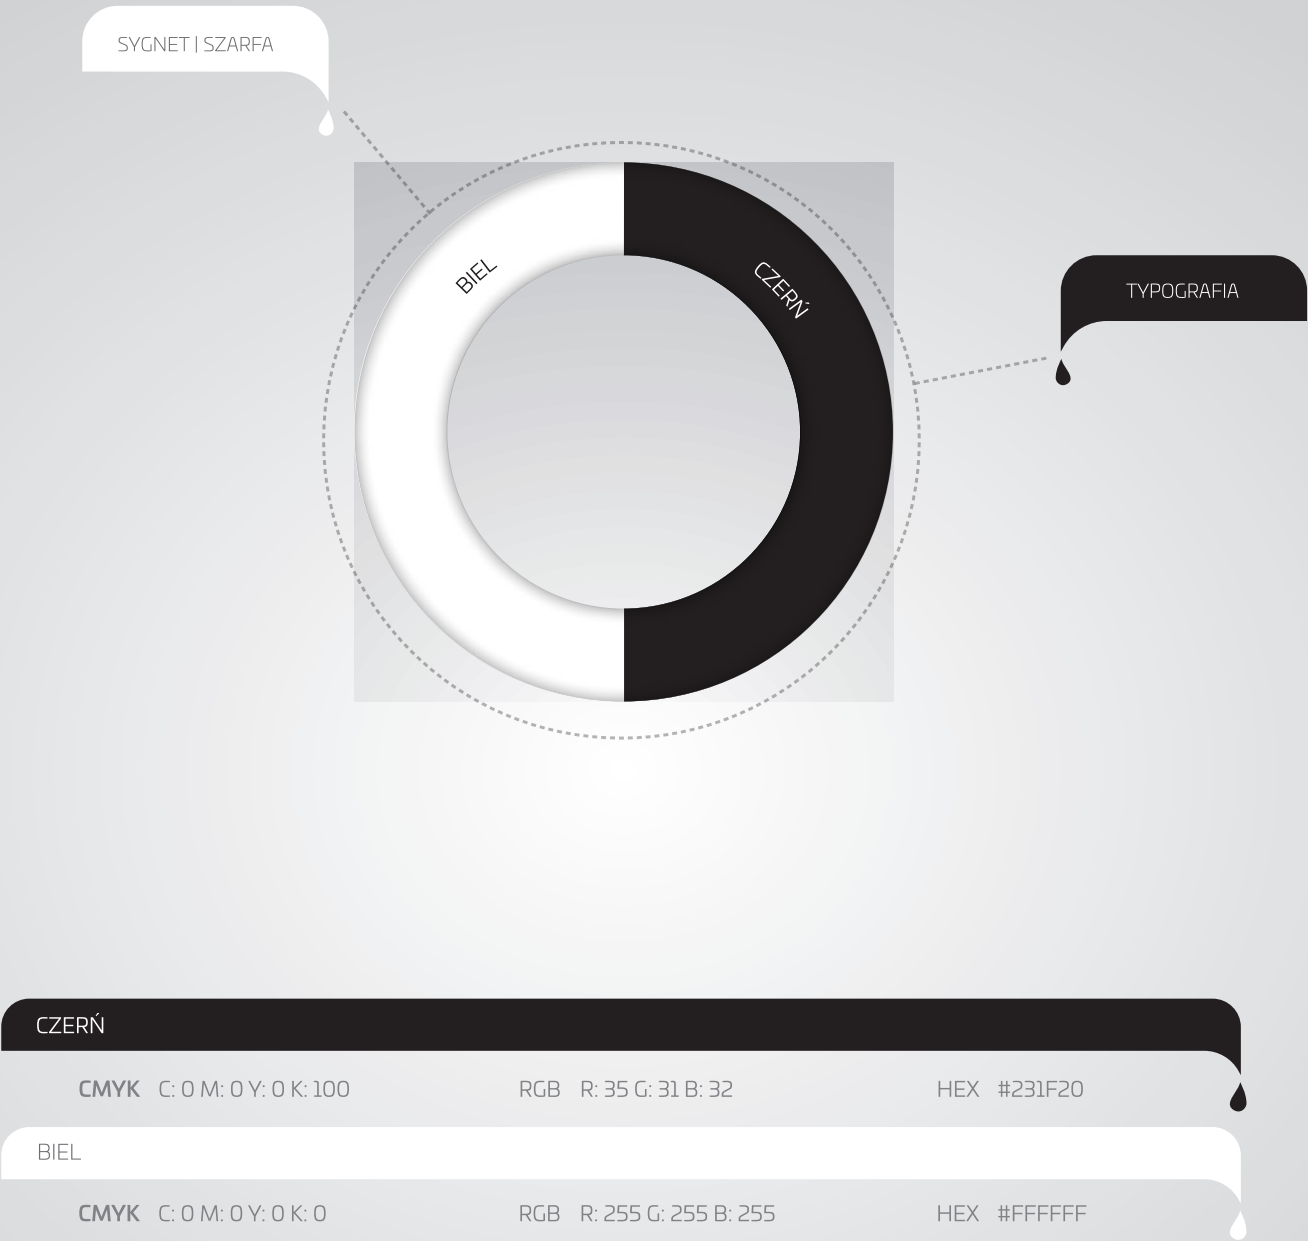 SYGNET | SZARFA
BIEL
CZERŃ
TYPOGRAFIA
CZERŃ
CMYK C: 0 M: 0 Y: 0 K: 100 RGB R: 35 G: 31 B: 32 HEX #231F20
BIEL
CMYK C: 0 M: 0 Y: 0 K: 0 RGB R: 255 G: 255 B: 255 HEX #FFFFFF